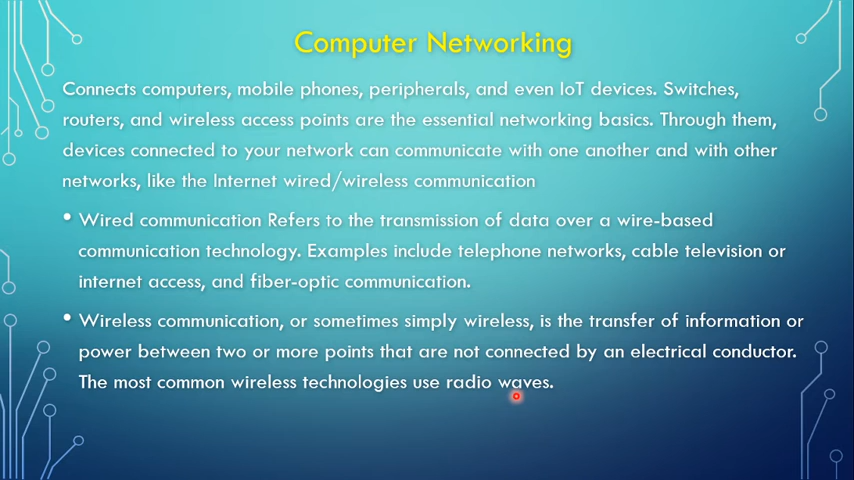 Computer Networking
Connects computers, mobile phones, peripherals, and even IoT devices. Switches,
routers, and wireless access points are the essential networking basics. Through them,
devices connected to your network can communicate with one another and with other
networks, like the Internet wired/wireless communication
• Wired communication Refers to the transmission of data over a wire-based
communication technology. Examples include telephone networks, cable television or
internet access, and fiber-optic communication.
• Wireless communication, or sometimes simply wireless, is the transfer of information or
power between two or more points that are not connected by an electrical conductor.
The most common wireless technologies use radio waves.